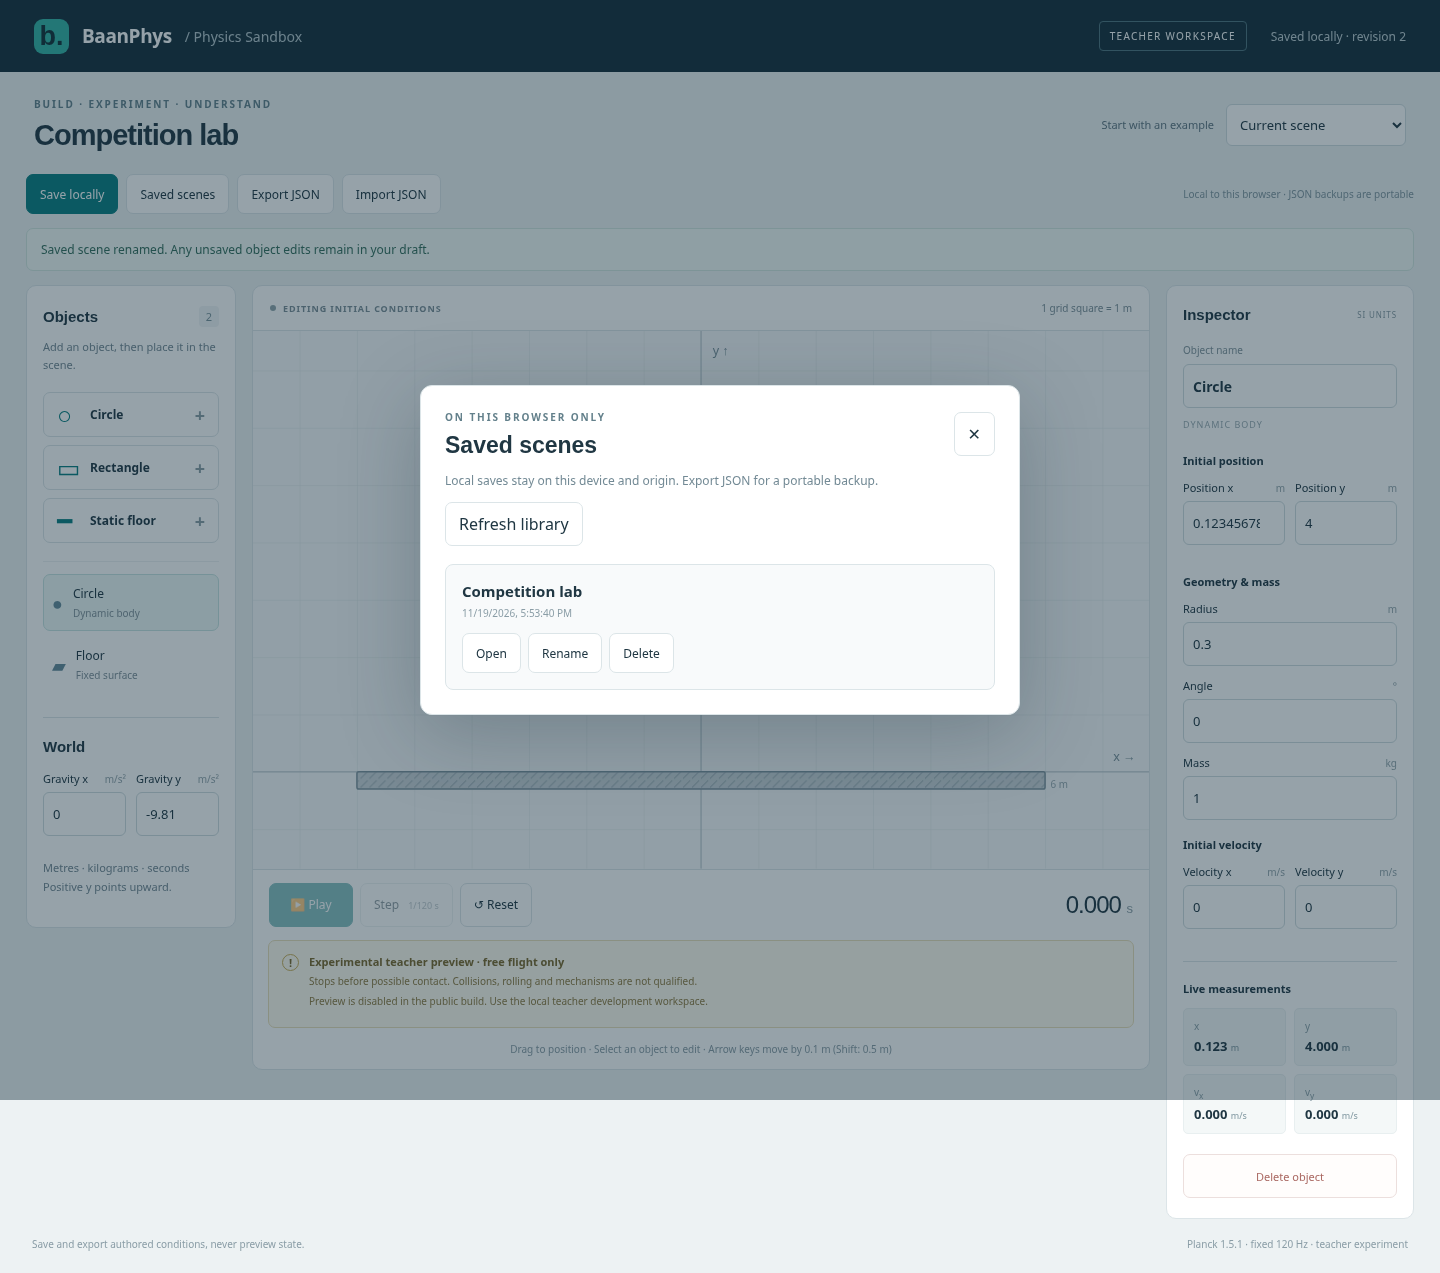 b. BaanPhys / Physics Sandbox
TEACHER WORKSPACE
Saved locally · revision 2
BUILD · EXPERIMENT · UNDERSTAND
Competition lab
Start with an example
Current scene
Save locally
Saved scenes
Export JSON
Import JSON
Local to this browser · JSON backups are portable
Saved scene renamed. Any unsaved object edits remain in your draft.
Objects
2
Add an object, then place it in the
scene.
Circle +
Rectangle +
Static floor +
Circle
Dynamic body
Floor
Fixed surface
World
Gravity x m/s²
Gravity y m/s²
0
-9.81
Metres · kilograms · seconds
Positive y points upward.
EDITING INITIAL CONDITIONS
1 grid square = 1 m
y ↑
ON THIS BROWSER ONLY
Saved scenes
✕
Local saves stay on this device and origin. Export JSON for a portable backup.
Refresh library
Competition lab
11/19/2026, 5:53:40 PM
Open
Rename
Delete
x →
6 m
▶ Play
Step 1/120 s
↺ Reset
0.000 s
! Experimental teacher preview · free flight only
Stops before possible contact. Collisions, rolling and mechanisms are not qualified.
Preview is disabled in the public build. Use the local teacher development workspace.
Drag to position · Select an object to edit · Arrow keys move by 0.1 m (Shift: 0.5 m)
Inspector
SI UNITS
Object name
Circle
DYNAMIC BODY
Initial position
Position x m
Position y m
0.12345678
4
Geometry & mass
Radius m
0.3
Angle °
0
Mass kg
1
Initial velocity
Velocity x m/s
Velocity y m/s
0
0
Live measurements
x
0.123 m
y
4.000 m
vx
0.000 m/s
vy
0.000 m/s
Delete object
Save and export authored conditions, never preview state.
Planck 1.5.1 · fixed 120 Hz · teacher experiment